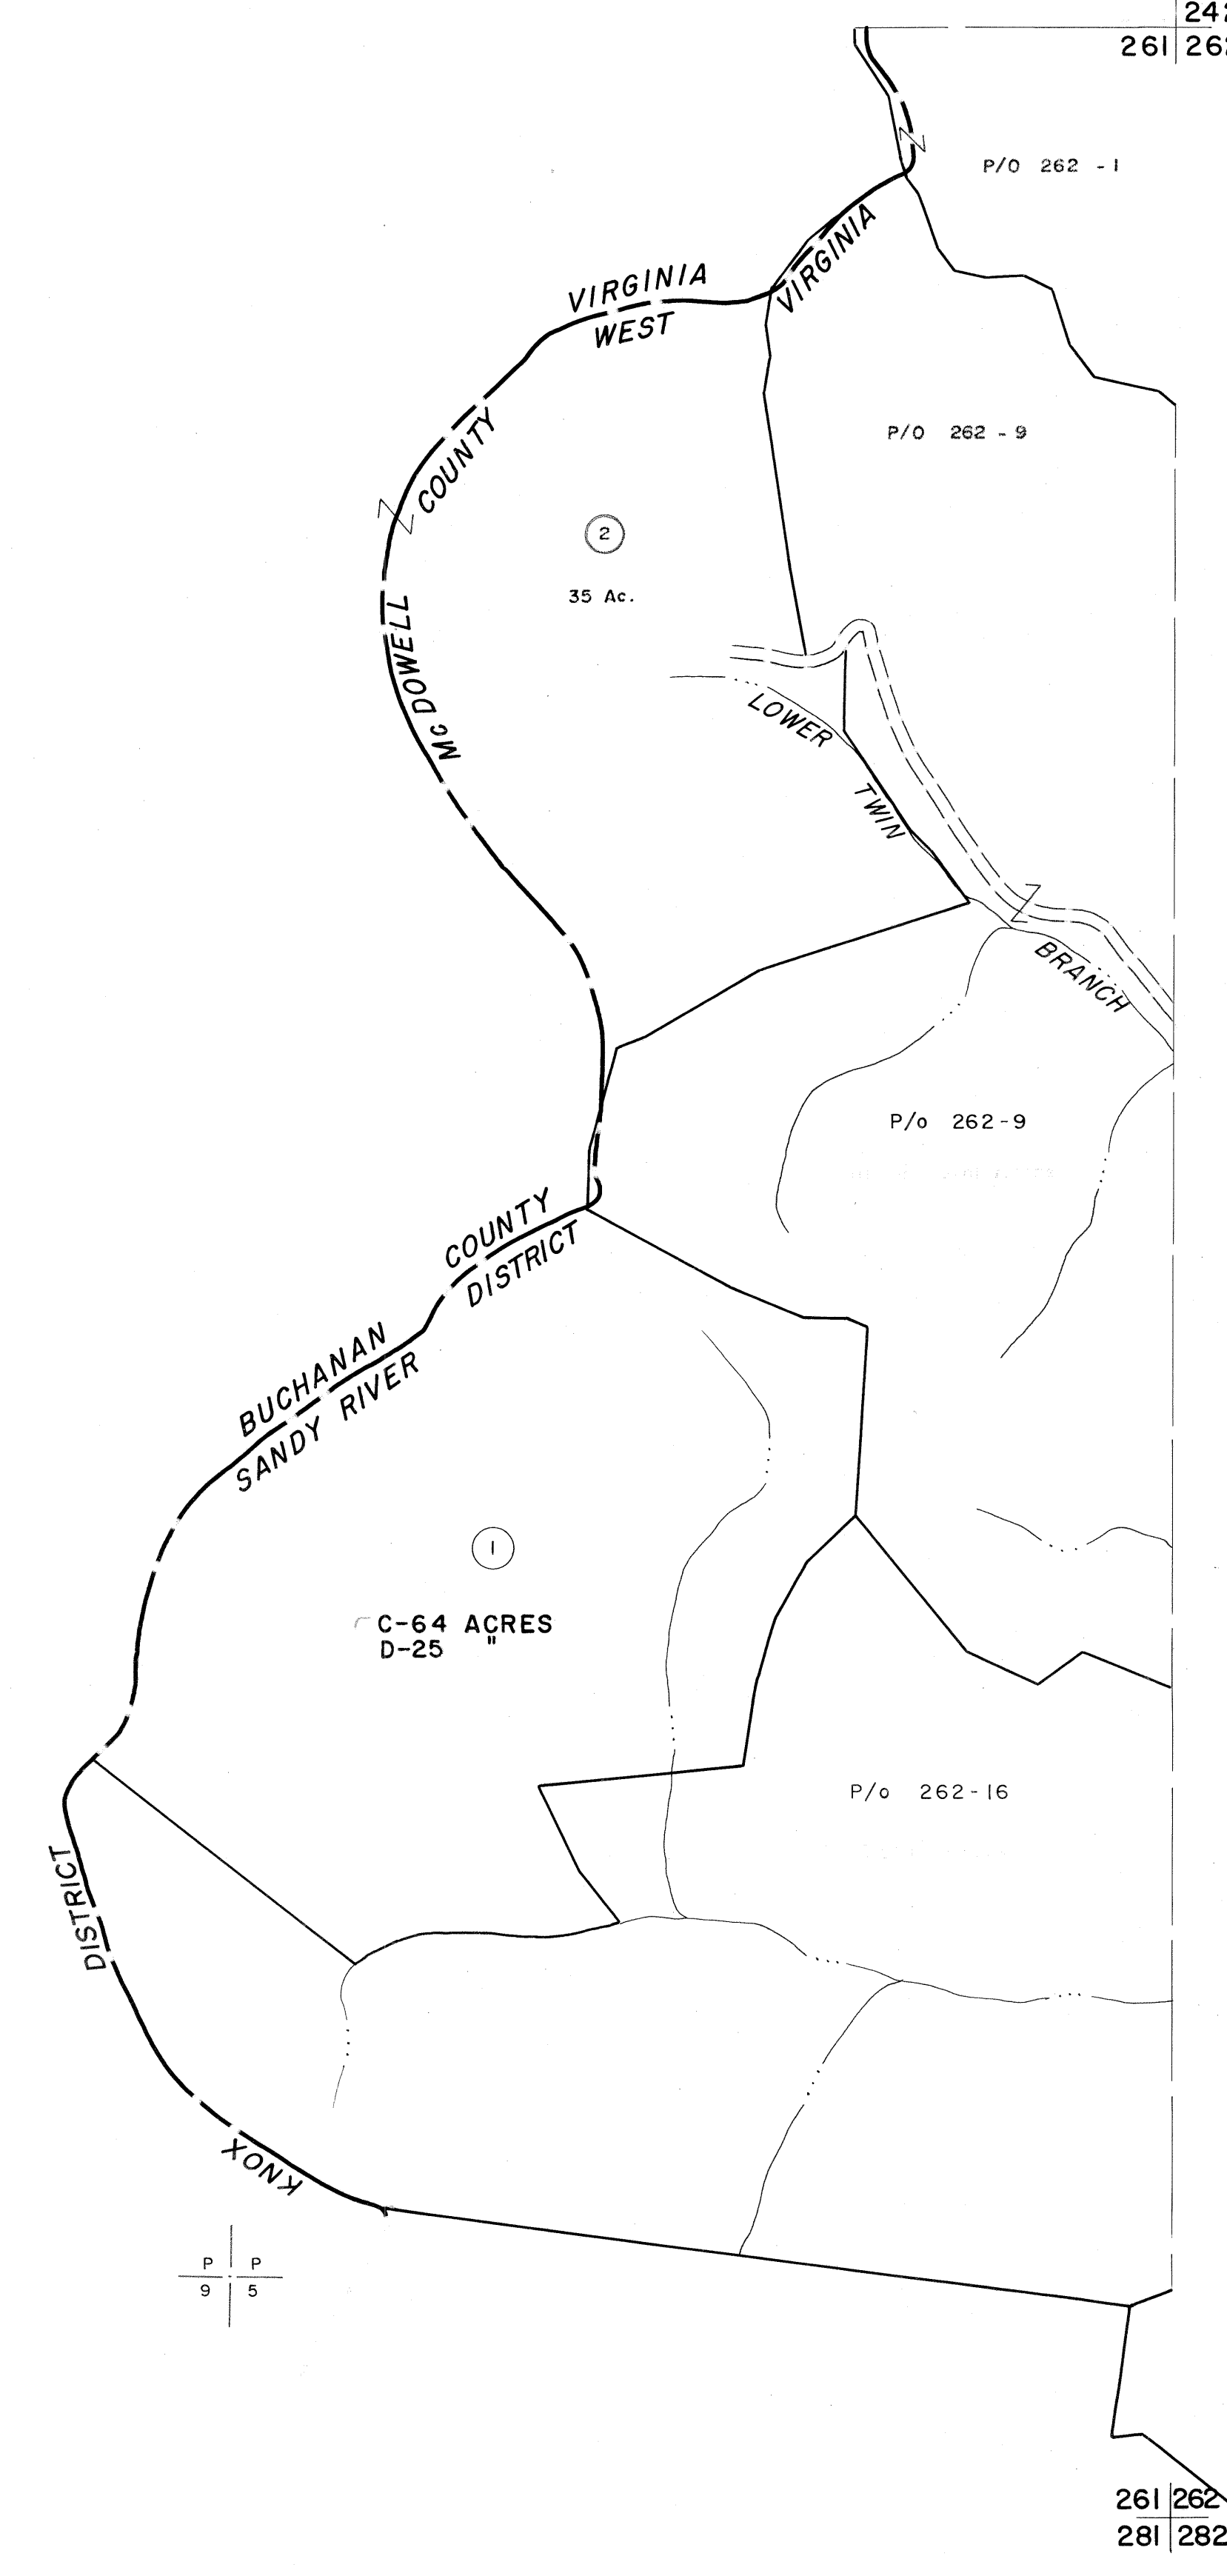 242
261 262
P/O 262 - 1
VIRGINIA
WEST
VIRGINIA
COUNTY
P/O 262 - 9
2
35 Ac.
McDOWELL
LOWER
TWIN
BRANCH
P/o 262-9
COUNTY
DISTRICT
BUCHANAN
SANDY RIVER
1
C-64 ACRES
D-25 "
P/o 262-16
DISTRICT
KNOX
P P
9 5
261 262
281 282